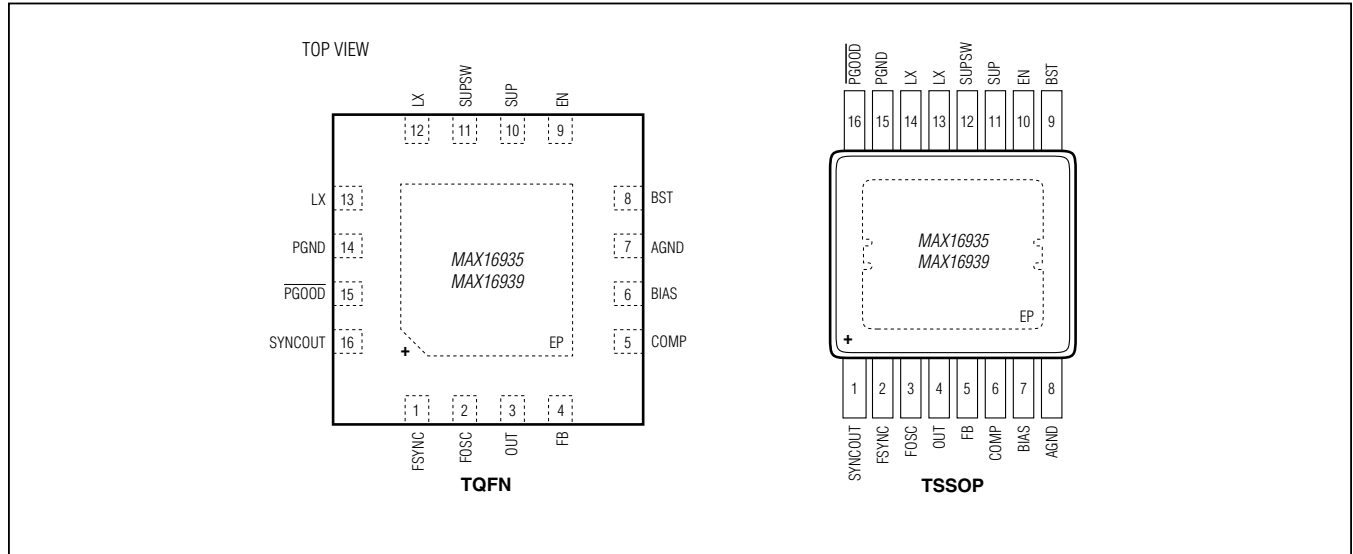 TOP VIEW
LX
SUPSW
SUP
EN
12
11
10
9
LX 13
PGND 14
PGOOD 15
SYNCOUT 16
8 BST
7 AGND
6 BIAS
5 COMP
MAX16935
MAX16939
EP
+
1
2
3
4
FSYNC
FOSC
OUT
FB
TQFN
PGOOD
PGND
LX
LX
SUPSW
SUP
EN
BST
16
15
14
13
12
11
10
9
MAX16935
MAX16939
EP
+
1
2
3
4
5
6
7
8
SYNCOUT
FSYNC
FOSC
OUT
FB
COMP
BIAS
AGND
TSSOP